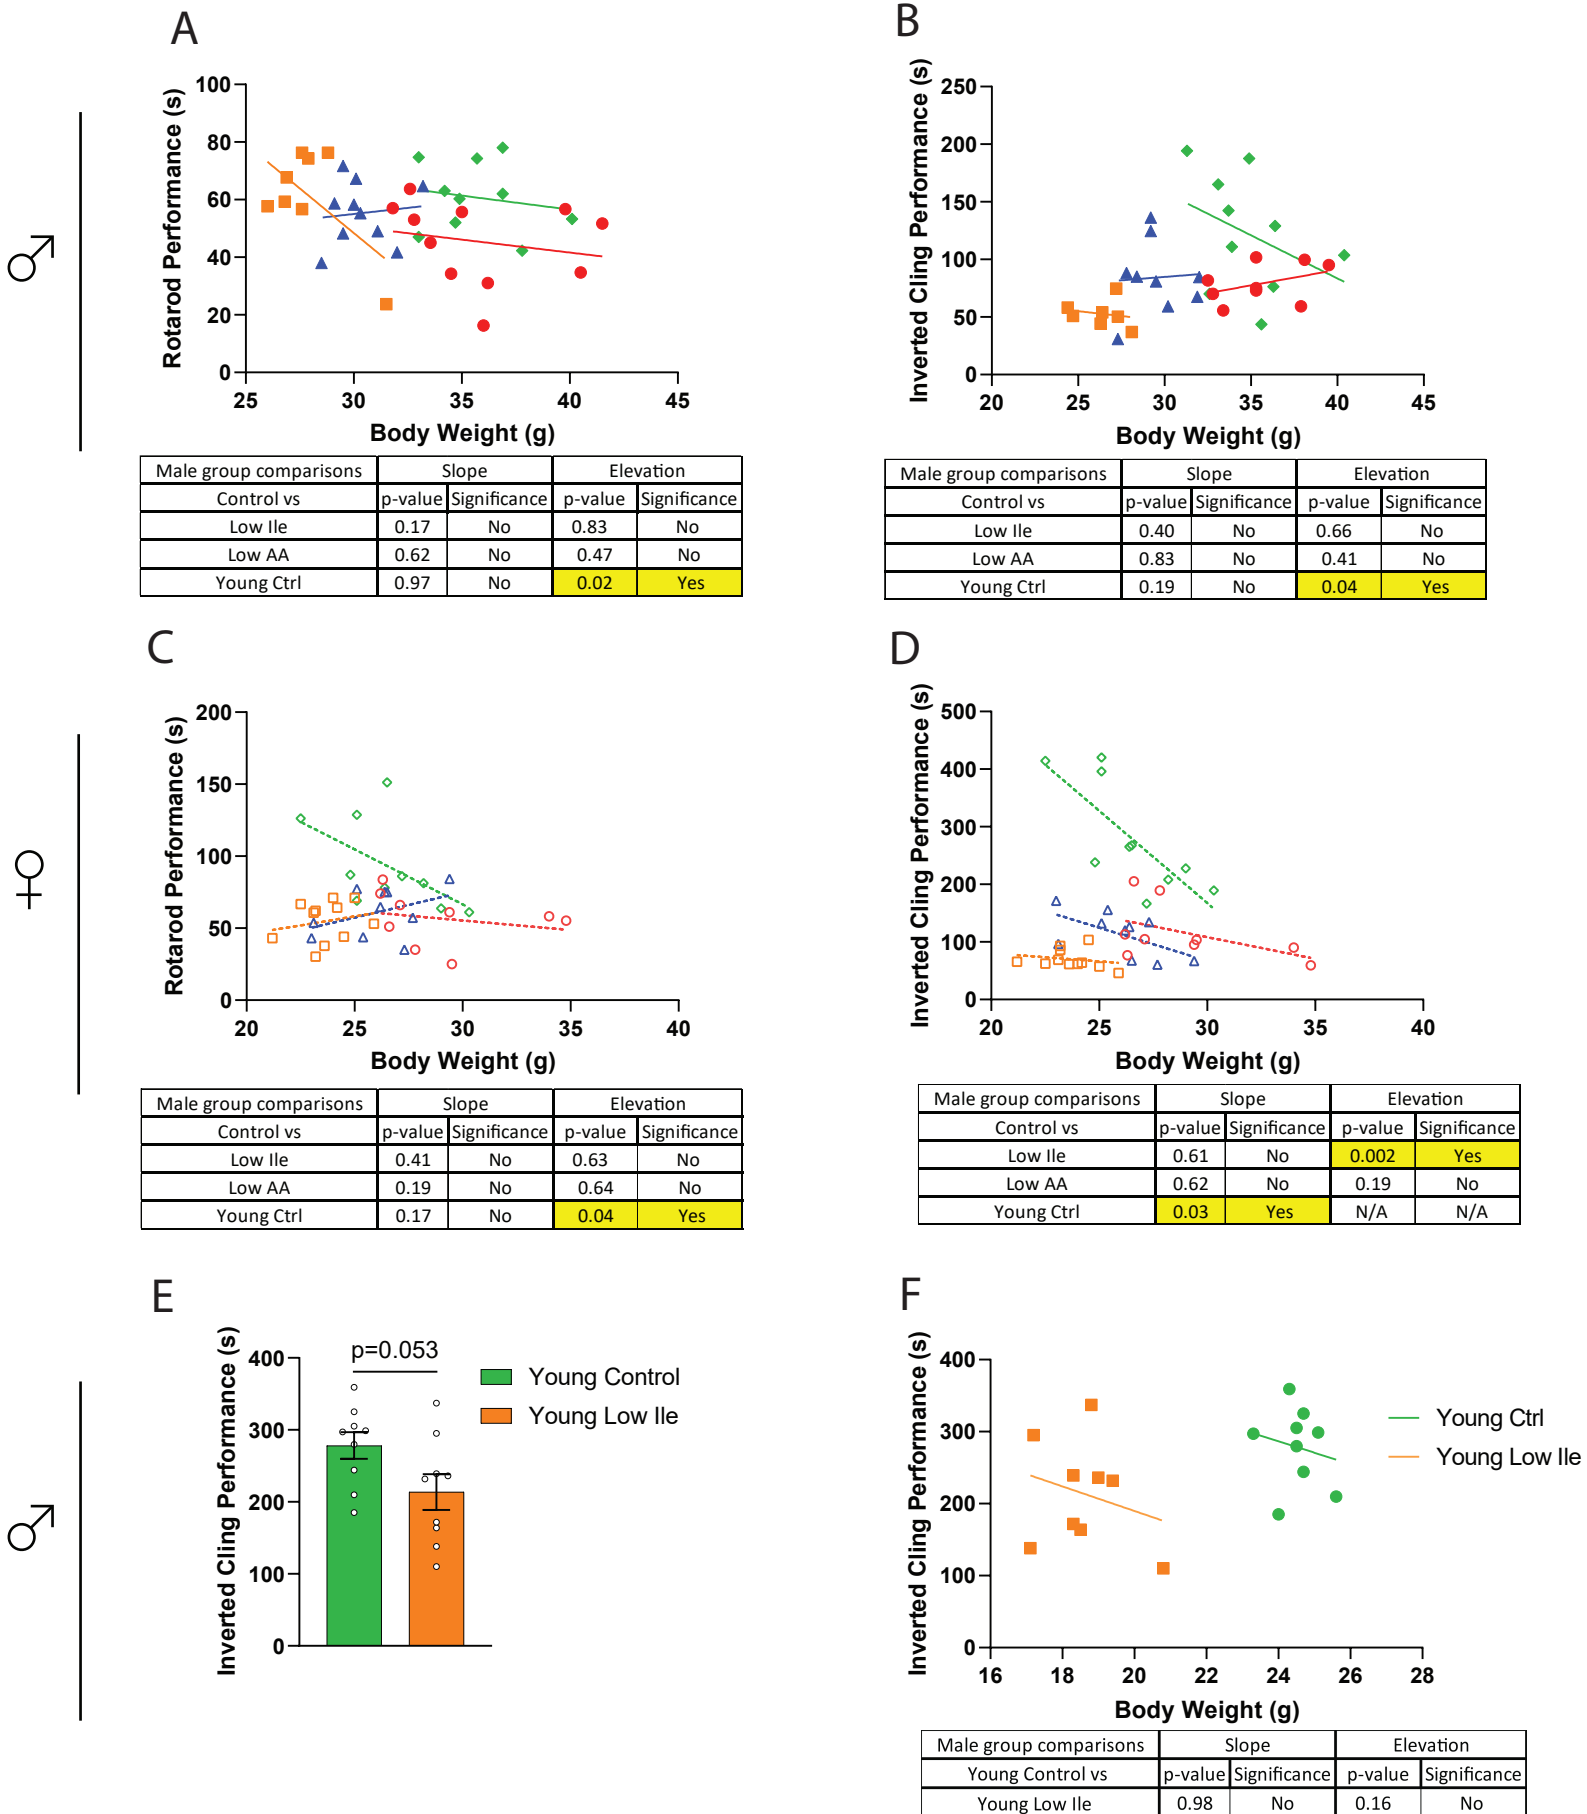 A
Rotarod Performance (s)
100
80
60
40
20
0
25 30 35 40 45
Body Weight (g)
Male group comparisons Slope Elevation
Control vs p-value Significance p-value Significance
Low Ile 0.17 No 0.83 No
Low AA 0.62 No 0.47 No
Young Ctrl 0.97 No 0.02 Yes
B
Inverted Cling Performance (s)
250
200
150
100
50
0
20 25 30 35 40 45
Body Weight (g)
Male group comparisons Slope Elevation
Control vs p-value Significance p-value Significance
Low Ile 0.40 No 0.66 No
Low AA 0.83 No 0.41 No
Young Ctrl 0.19 No 0.04 Yes
C
Rotarod Performance (s)
200
150
100
50
0
20 25 30 35 40
Body Weight (g)
Male group comparisons Slope Elevation
Control vs p-value Significance p-value Significance
Low Ile 0.41 No 0.63 No
Low AA 0.19 No 0.64 No
Young Ctrl 0.17 No 0.04 Yes
D
Inverted Cling Performance (s)
500
400
300
200
100
0
20 25 30 35 40
Body Weight (g)
Male group comparisons Slope Elevation
Control vs p-value Significance p-value Significance
Low Ile 0.61 No 0.002 Yes
Low AA 0.62 No 0.19 No
Young Ctrl 0.03 Yes N/A N/A
E
Inverted Cling Performance (s)
400
300
200
100
0
p=0.053
Young Control
Young Low Ile
F
Inverted Cling Performance (s)
400
300
200
100
0
16 18 20 22 24 26 28
Body Weight (g)
Young Ctrl
Young Low Ile
Male group comparisons Slope Elevation
Young Control vs p-value Significance p-value Significance
Young Low Ile 0.98 No 0.16 No